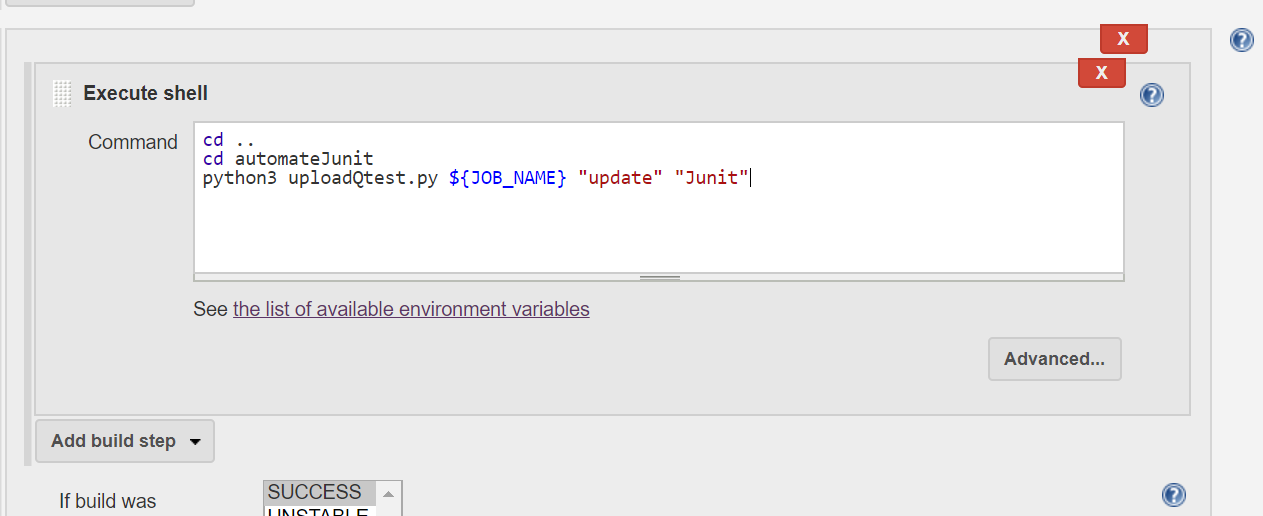 X
X
Execute shell
Command
cd ..
cd automateJunit
python3 uploadQtest.py ${JOB_NAME} "update" "Junit"
See the list of available environment variables
Advanced...
Add build step
If build was
SUCCESS
UNSTABLE